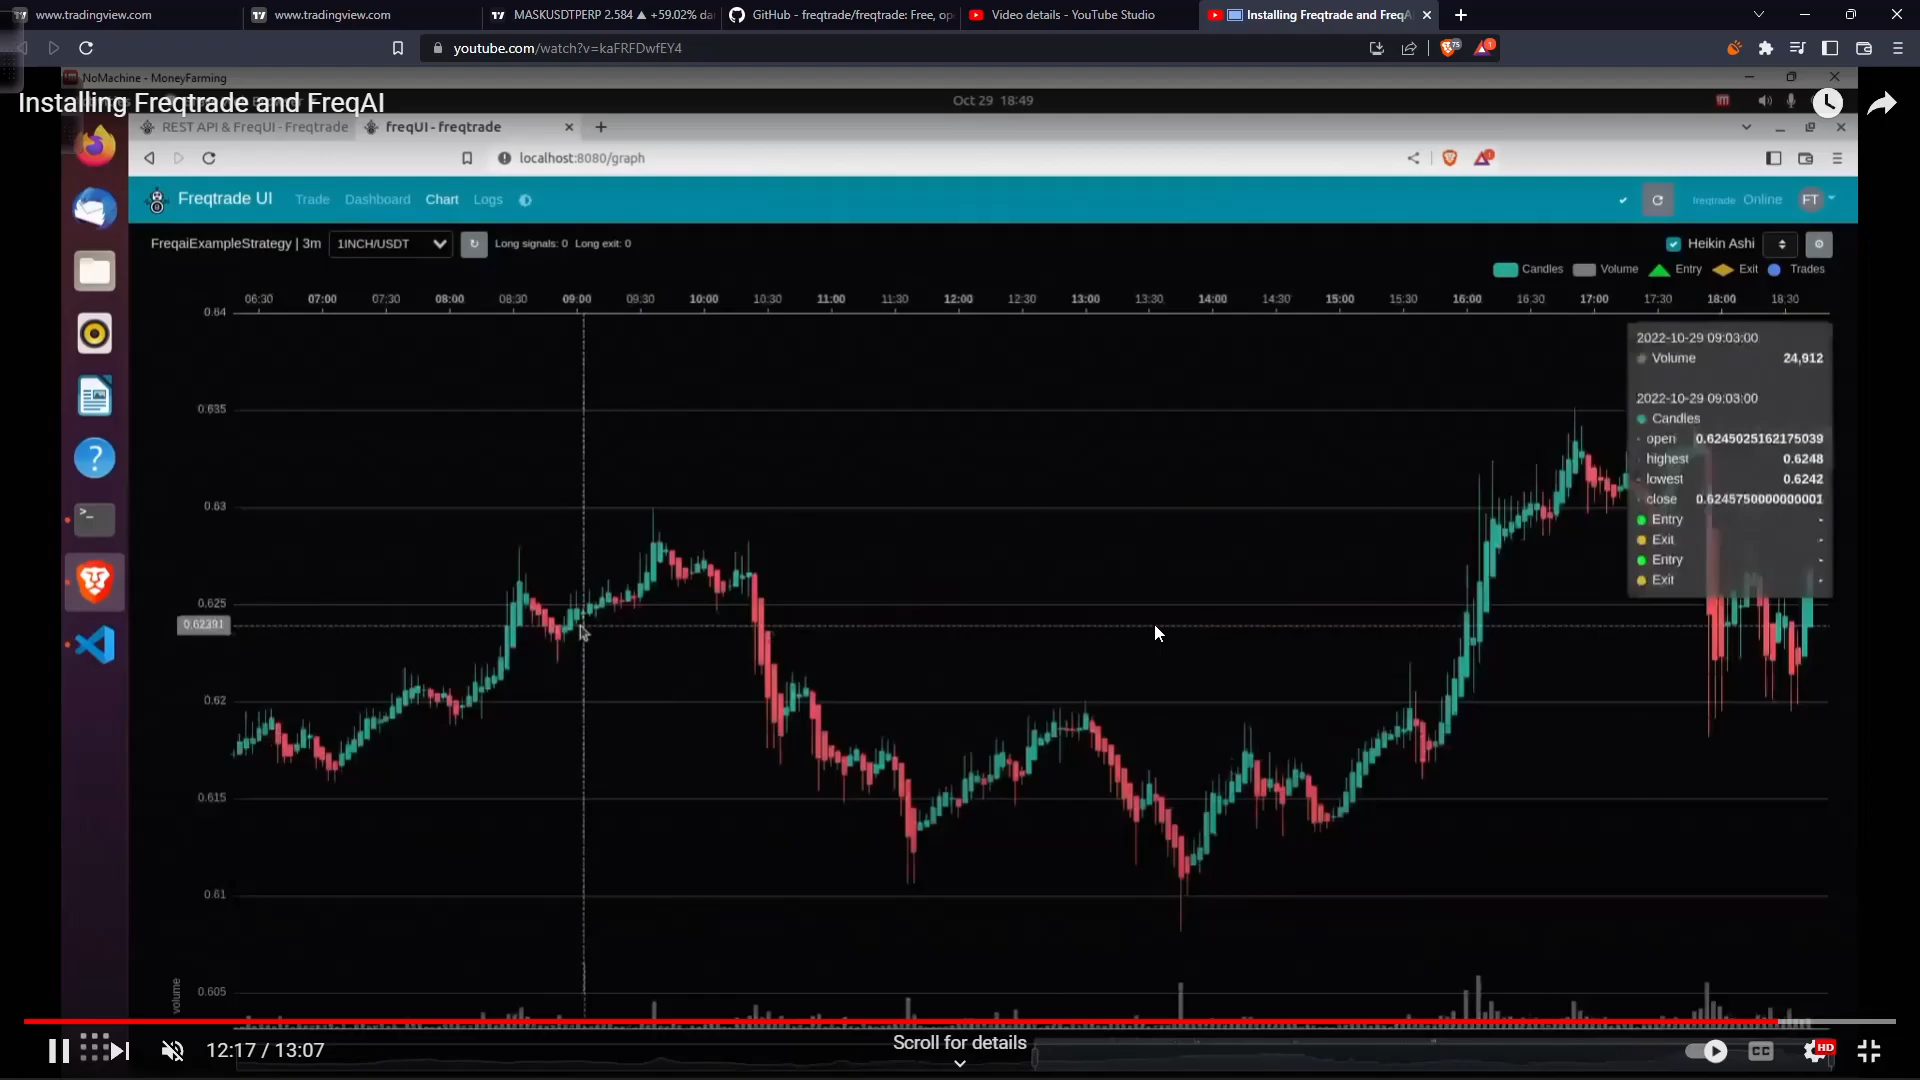 www.tradingview.com
www.tradingview.com
MASKUSDTPERP 2.584 ▲ +59.02% da
GitHub - freqtrade/freqtrade: Free, op
Video details - YouTube Studio
Installing Freqtrade and FreqA
youtube.com/watch?v=kaFRFDwfEY4
75
1
NoMachine - MoneyFarming
Installing Freqtrade and FreqAI
Oct 29 18:49
REST API & FreqUI - Freqtrade
freqUI - freqtrade
localhost:8080/graph
Freqtrade UI
Trade
Dashboard
Chart
Logs
freqtrade
Online
FT
FreqaiExampleStrategy | 3m
1INCH/USDT
Long signals: 0
Long exit: 0
Heikin Ashi
Candles
Volume
Entry
Exit
Trades
06:30
07:00
07:30
08:00
08:30
09:00
09:30
10:00
10:30
11:00
11:30
12:00
12:30
13:00
13:30
14:00
14:30
15:00
15:30
16:00
16:30
17:00
17:30
18:00
18:30
0.64
0.635
0.63
0.625
0.62391
0.62
0.615
0.61
0.605
volume
2022-10-29 09:03:00
Volume 24,912
2022-10-29 09:03:00
Candles
open 0.6245025162175039
highest 0.6248
lowest 0.6242
close 0.6245750000000001
Entry -
Exit -
Entry -
Exit -
12:17 / 13:07
Scroll for details
CC
HD